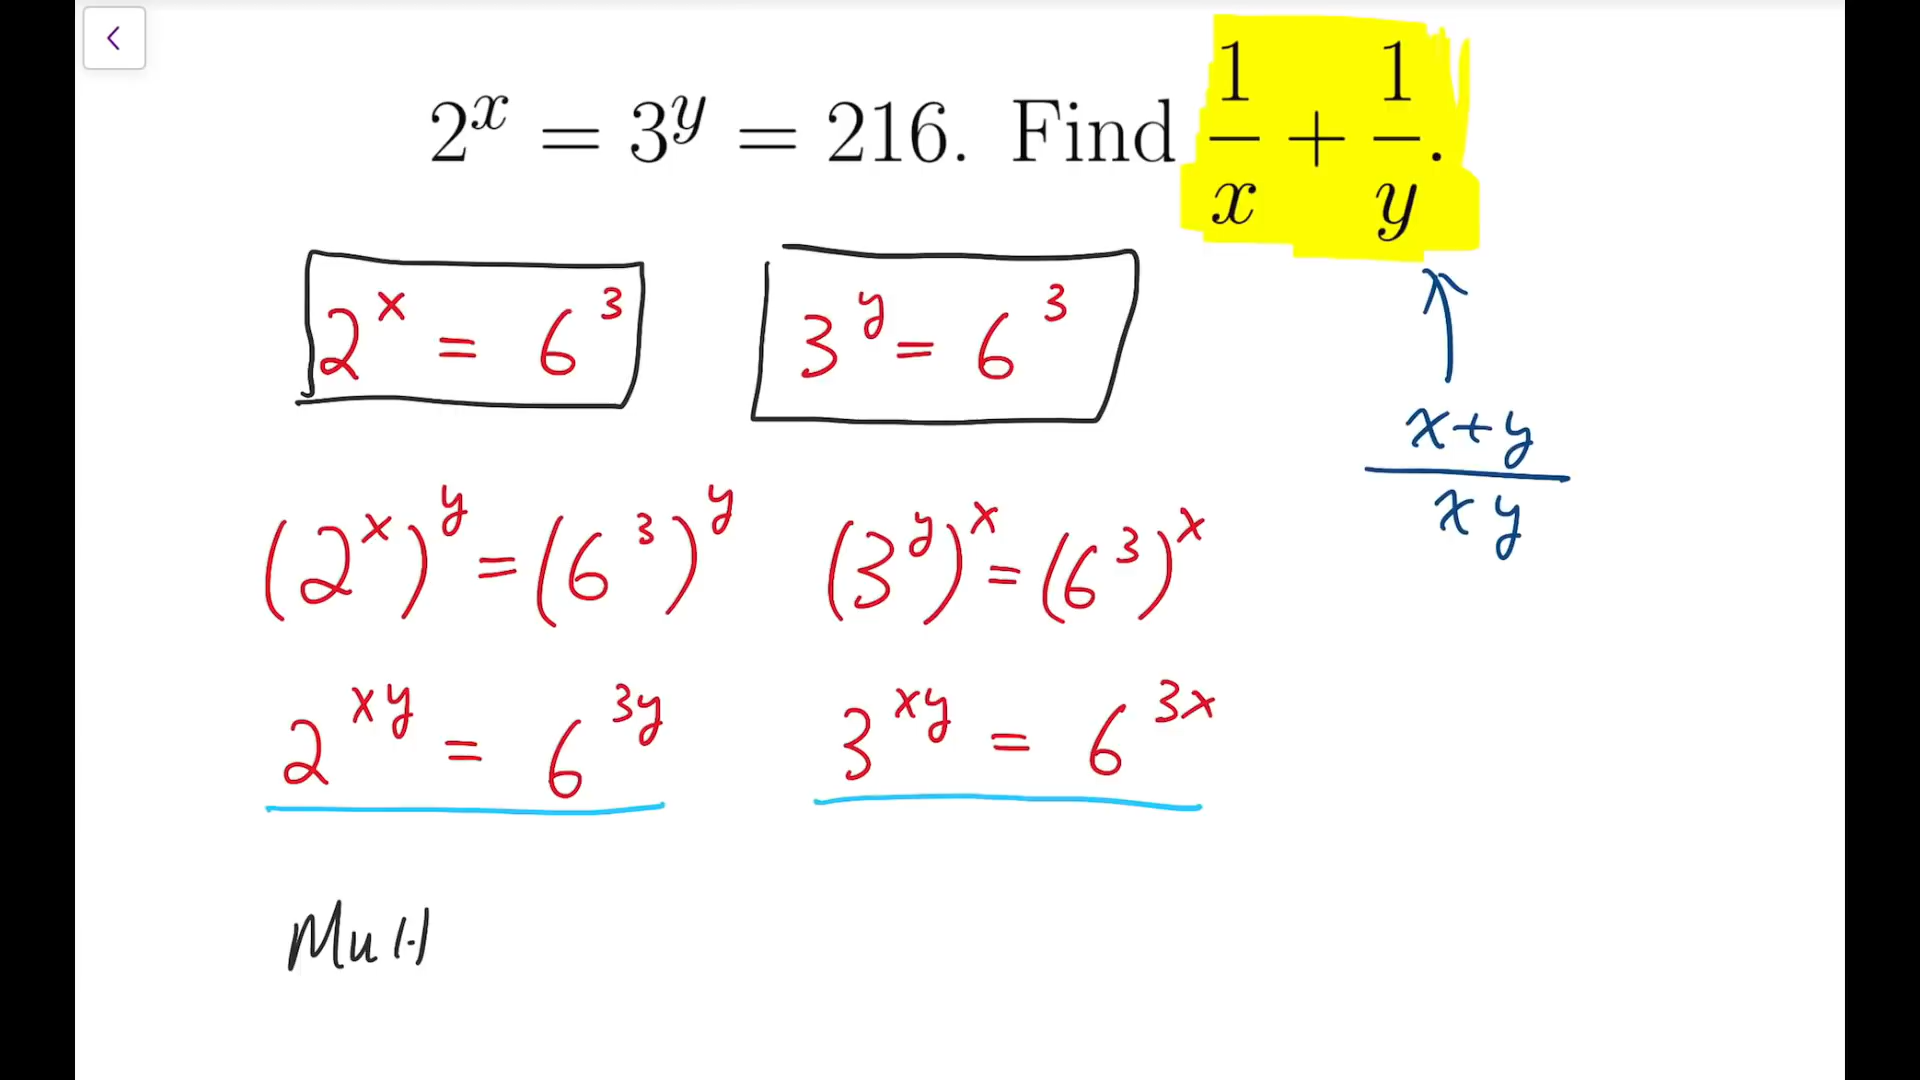 2^x = 3^y = 216. Find 1/x + 1/y.
2^x = 6^3
3^y = 6^3
x+y/xy
(2^x)^y = (6^3)^y
(3^y)^x = (6^3)^x
2^xy = 6^3y
3^xy = 6^3x
Mult